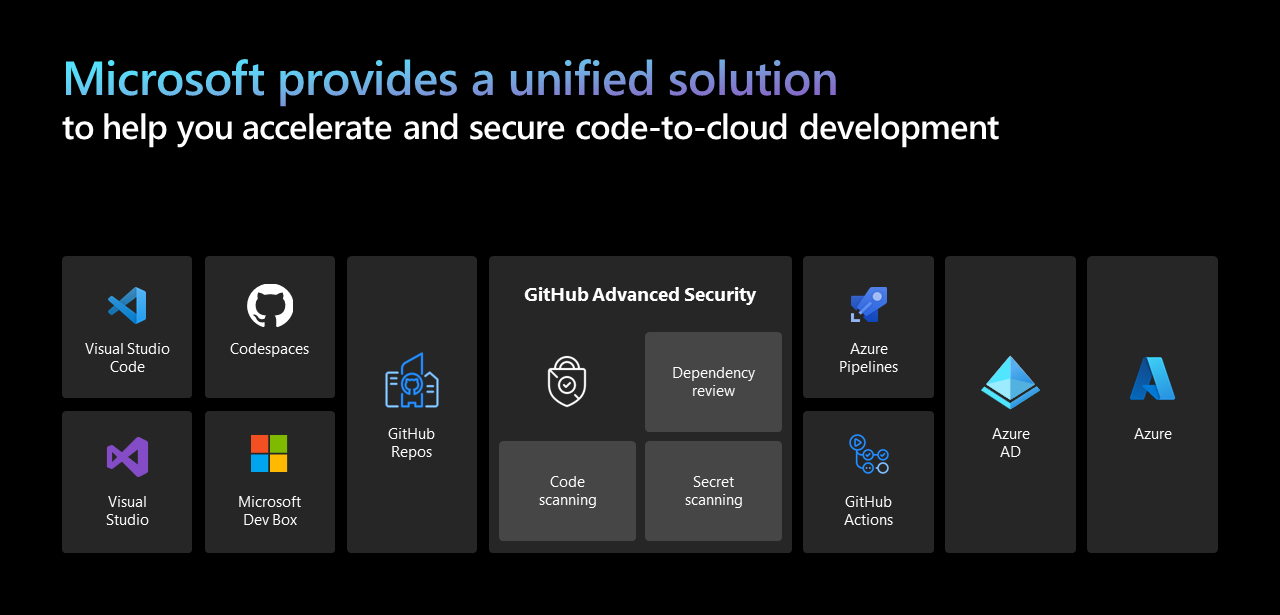 Microsoft provides a unified solution
to help you accelerate and secure code-to-cloud development
Visual Studio
Code
Visual
Studio
Codespaces
Microsoft
Dev Box
GitHub
Repos
GitHub Advanced Security
Dependency
review
Code
scanning
Secret
scanning
Azure
Pipelines
GitHub
Actions
Azure
AD
Azure